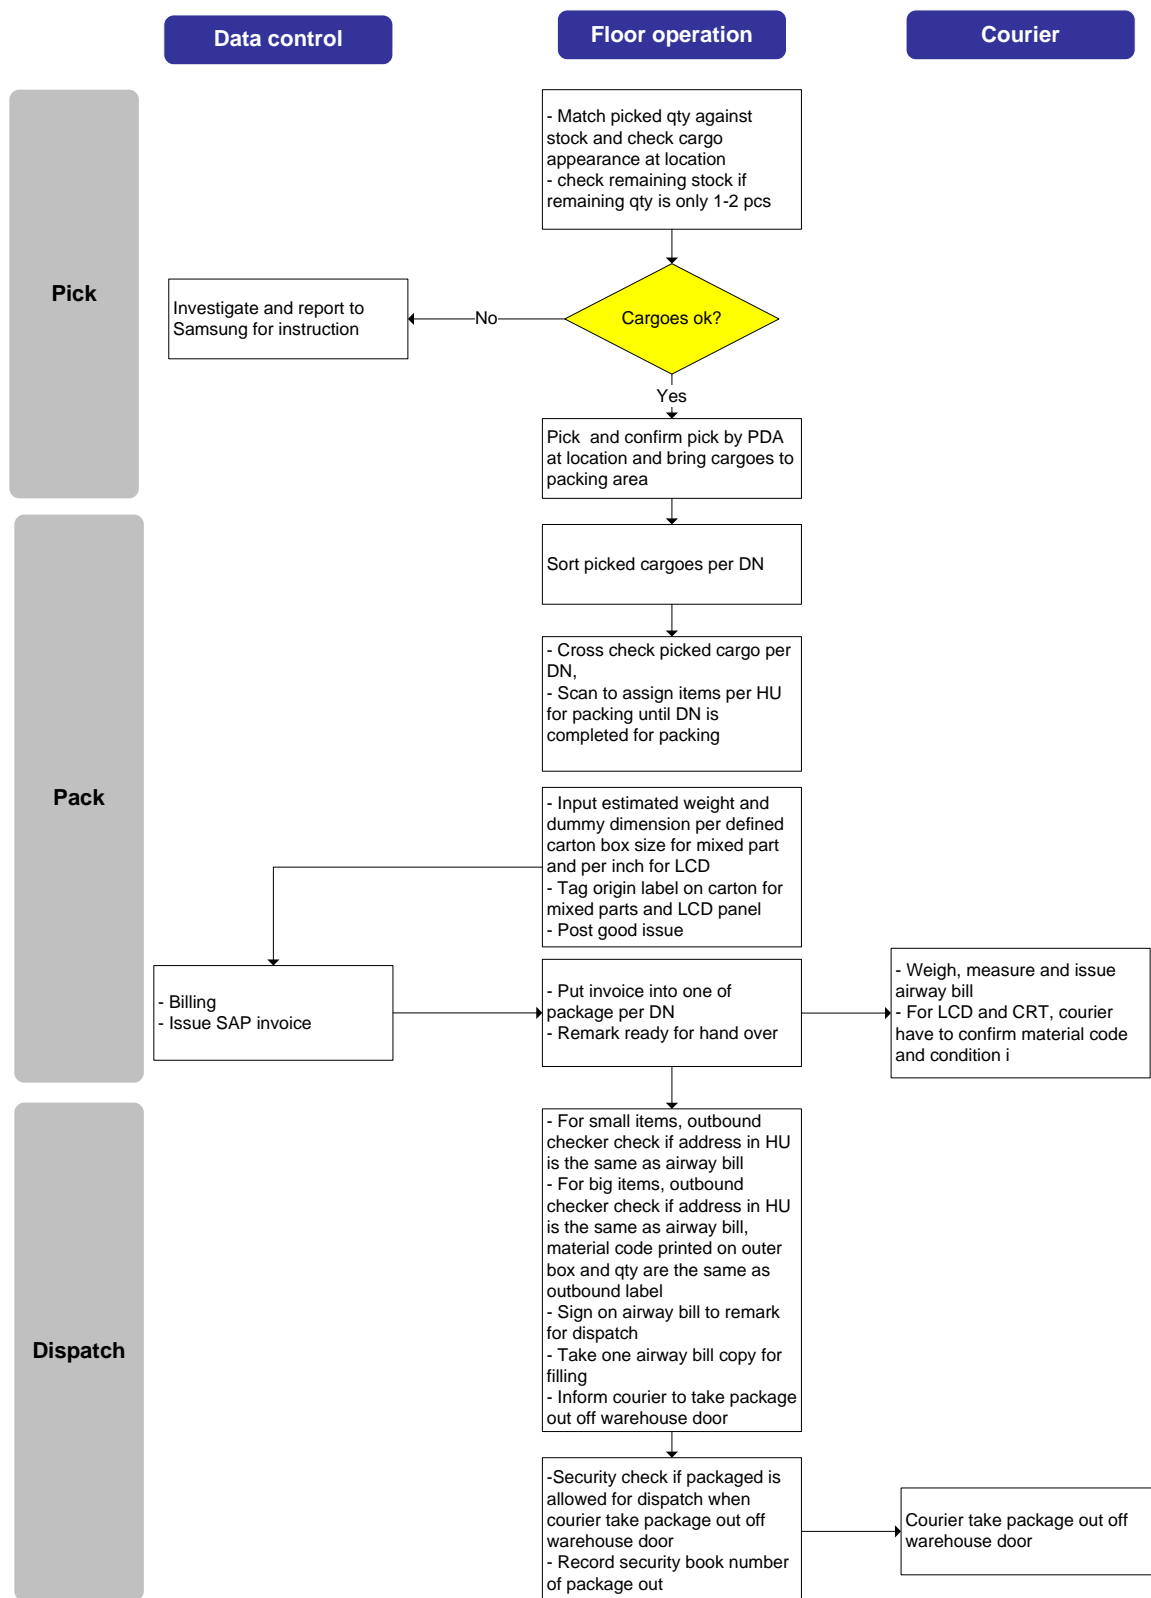 Data control
Floor operation
Courier
Pick
- Match picked qty against
stock and check cargo
appearance at location
- check remaining stock if
remaining qty is only 1-2 pcs
Investigate and report to
Samsung for instruction
No
Cargoes ok?
Yes
Pick  and confirm pick by PDA
at location and bring cargoes to
packing area
Pack
Sort picked cargoes per DN
- Cross check picked cargo per
DN,
- Scan to assign items per HU
for packing until DN is
completed for packing
- Input estimated weight and
dummy dimension per defined
carton box size for mixed part
and per inch for LCD
- Tag origin label on carton for
mixed parts and LCD panel
- Post good issue
- Billing
- Issue SAP invoice
- Put invoice into one of
package per DN
- Remark ready for hand over
- Weigh, measure and issue
airway bill
- For LCD and CRT, courier
have to confirm material code
and condition i
Dispatch
- For small items, outbound
checker check if address in HU
is the same as airway bill
- For big items, outbound
checker check if address in HU
is the same as airway bill,
material code printed on outer
box and qty are the same as
outbound label
- Sign on airway bill to remark
for dispatch
- Take one airway bill copy for
filling
- Inform courier to take package
out off warehouse door
-Security check if packaged is
allowed for dispatch when
courier take package out off
warehouse door
- Record security book number
of package out
Courier take package out off
warehouse door